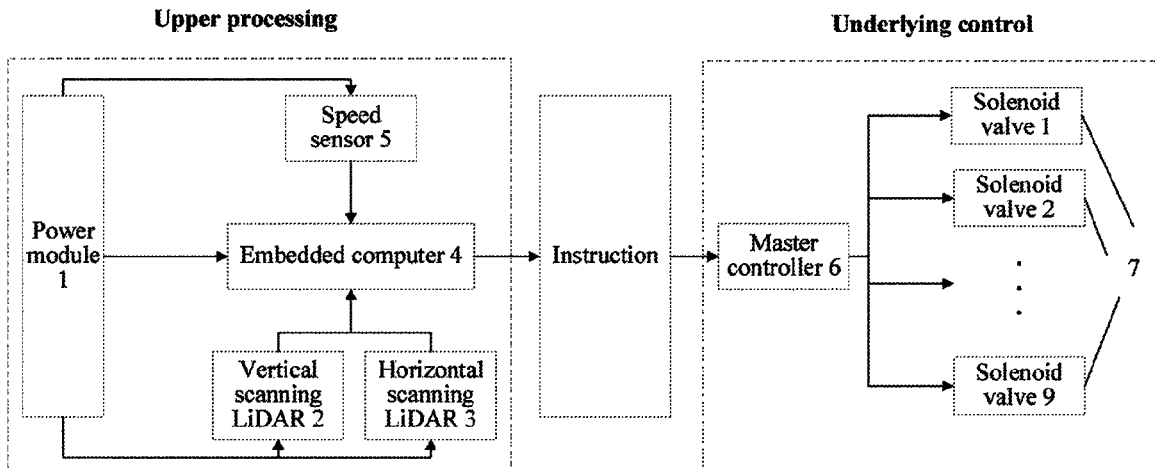 Upper processing
Underlying control
Speed
sensor 5
Power
module
1
Embedded computer 4
Vertical
scanning
LiDAR 2
Horizontal
scanning
LiDAR 3
Instruction
Master
controller 6
Solenoid
valve 1
Solenoid
valve 2
Solenoid
valve 9
7